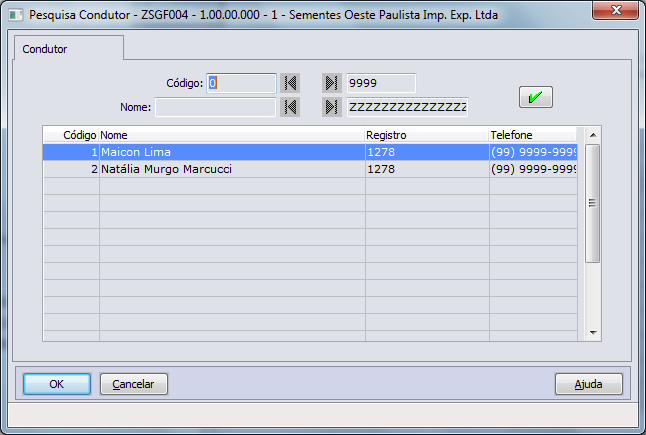 Pesquisa Condutor - ZSGF004 - 1.00.00.000 - 1 - Sementes Oeste Paulista Imp. Exp. Ltda
Condutor
Código: 0 9999
Nome: ZZZZZZZZZZZZZZZ
Código Nome Registro Telefone
1 Maicon Lima 1278 (99) 9999-9999
2 Natália Murgo Marcucci 1278 (99) 9999-9999
OK Cancelar Ajuda